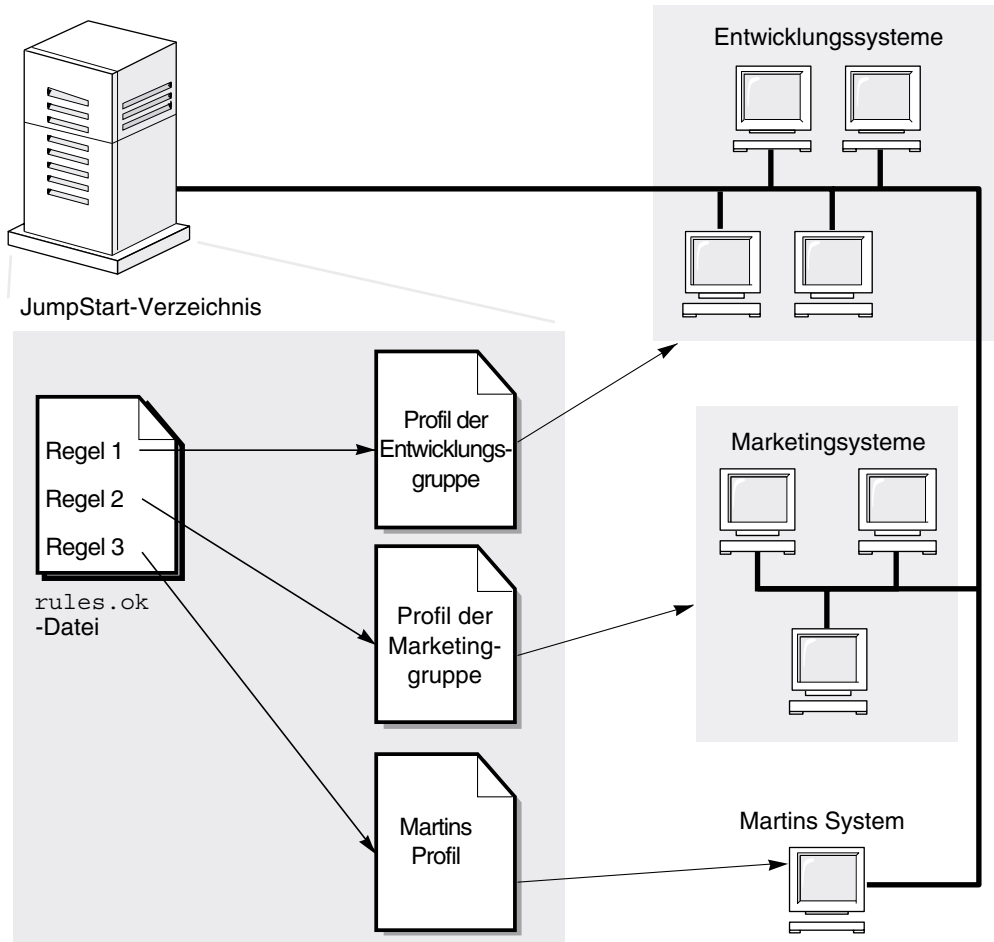 Entwicklungssysteme
JumpStart-Verzeichnis
Regel 1
Regel 2
Regel 3
rules.ok
-Datei
Profil der
Entwicklungs-
gruppe
Profil der
Marketing-
gruppe
Martins
Profil
Marketingsysteme
Martins System